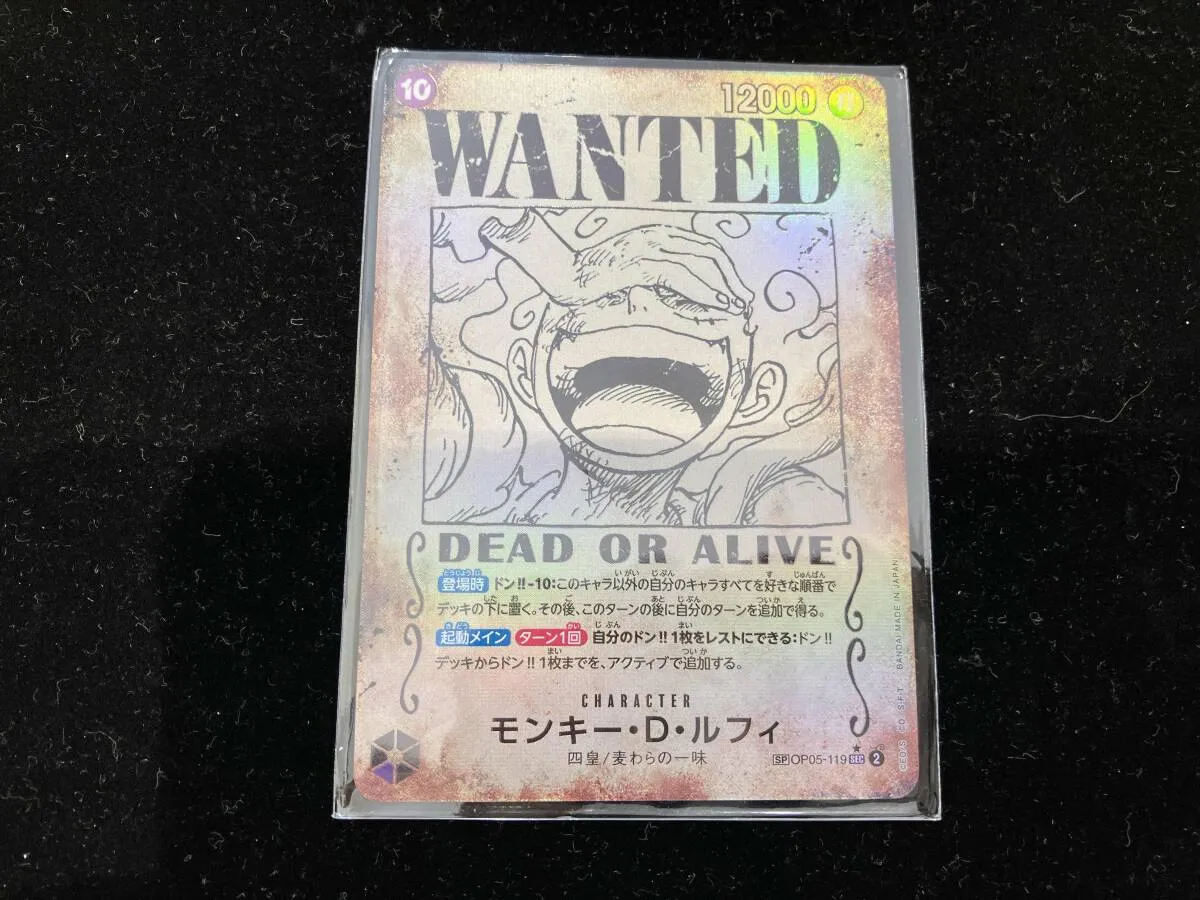 10
12000
WANTED
DEAD OR ALIVE
登場時 ドン!!-10:このキャラ以外の自分のキャラすべてを好きな順番で
デッキの下に置く。その後、このターンの後に自分のターンを追加で得る。
起動メイン ターン1回 自分のドン!!1枚をレストにできる:ドン!!
デッキからドン!!1枚までを、アクティブで追加する。
CHARACTER
モンキー・D・ルフィ
四皇/麦わらの一味
SP OP05-119 SEC ★ 2
BANDAI MADE IN JAPAN